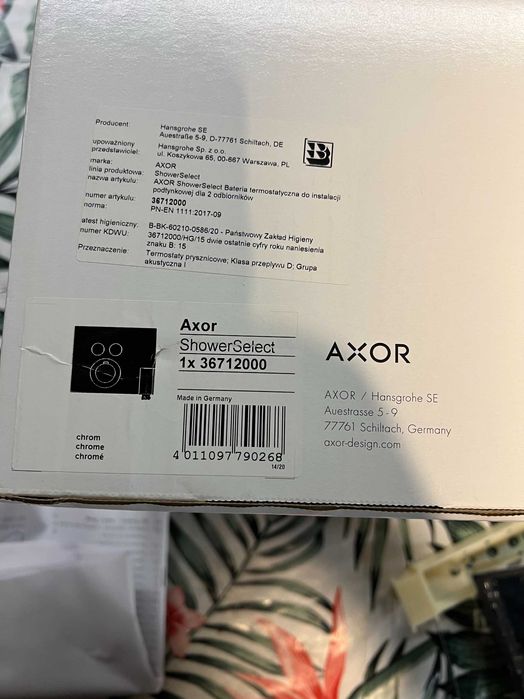 Producent: Hansgrohe SE
Auestraße 5-9, D-77761 Schiltach, DE
upoważniony przedstawiciel: Hansgrohe Sp. z o.o.
ul. Koszykowa 65, 00-667 Warszawa, PL
marka: AXOR
linia produktowa: ShowerSelect
nazwa artykułu: AXOR ShowerSelect Bateria termostatyczna do instalacji
podtynkowej dla 2 odbiorników
numer artykułu: 36712000
norma: PN-EN 1111:2017-09
atest higieniczny: B-BK-60210-0586/20 - Państwowy Zakład Higieny
numer KDWU: 36712000/HG/15 dwie ostatnie cyfry roku naniesienia
znaku B: 15
Przeznaczenie: Termostaty prysznicowe; Klasa przepływu D; Grupa
akustyczna I
B
Axor
ShowerSelect
1x 36712000
Made in Germany
chrom
chrome
chromé
4 011097 790268
14/20
AXOR
AXOR / Hansgrohe SE
Auestrasse 5-9
77761 Schiltach, Germany
axor-design.com